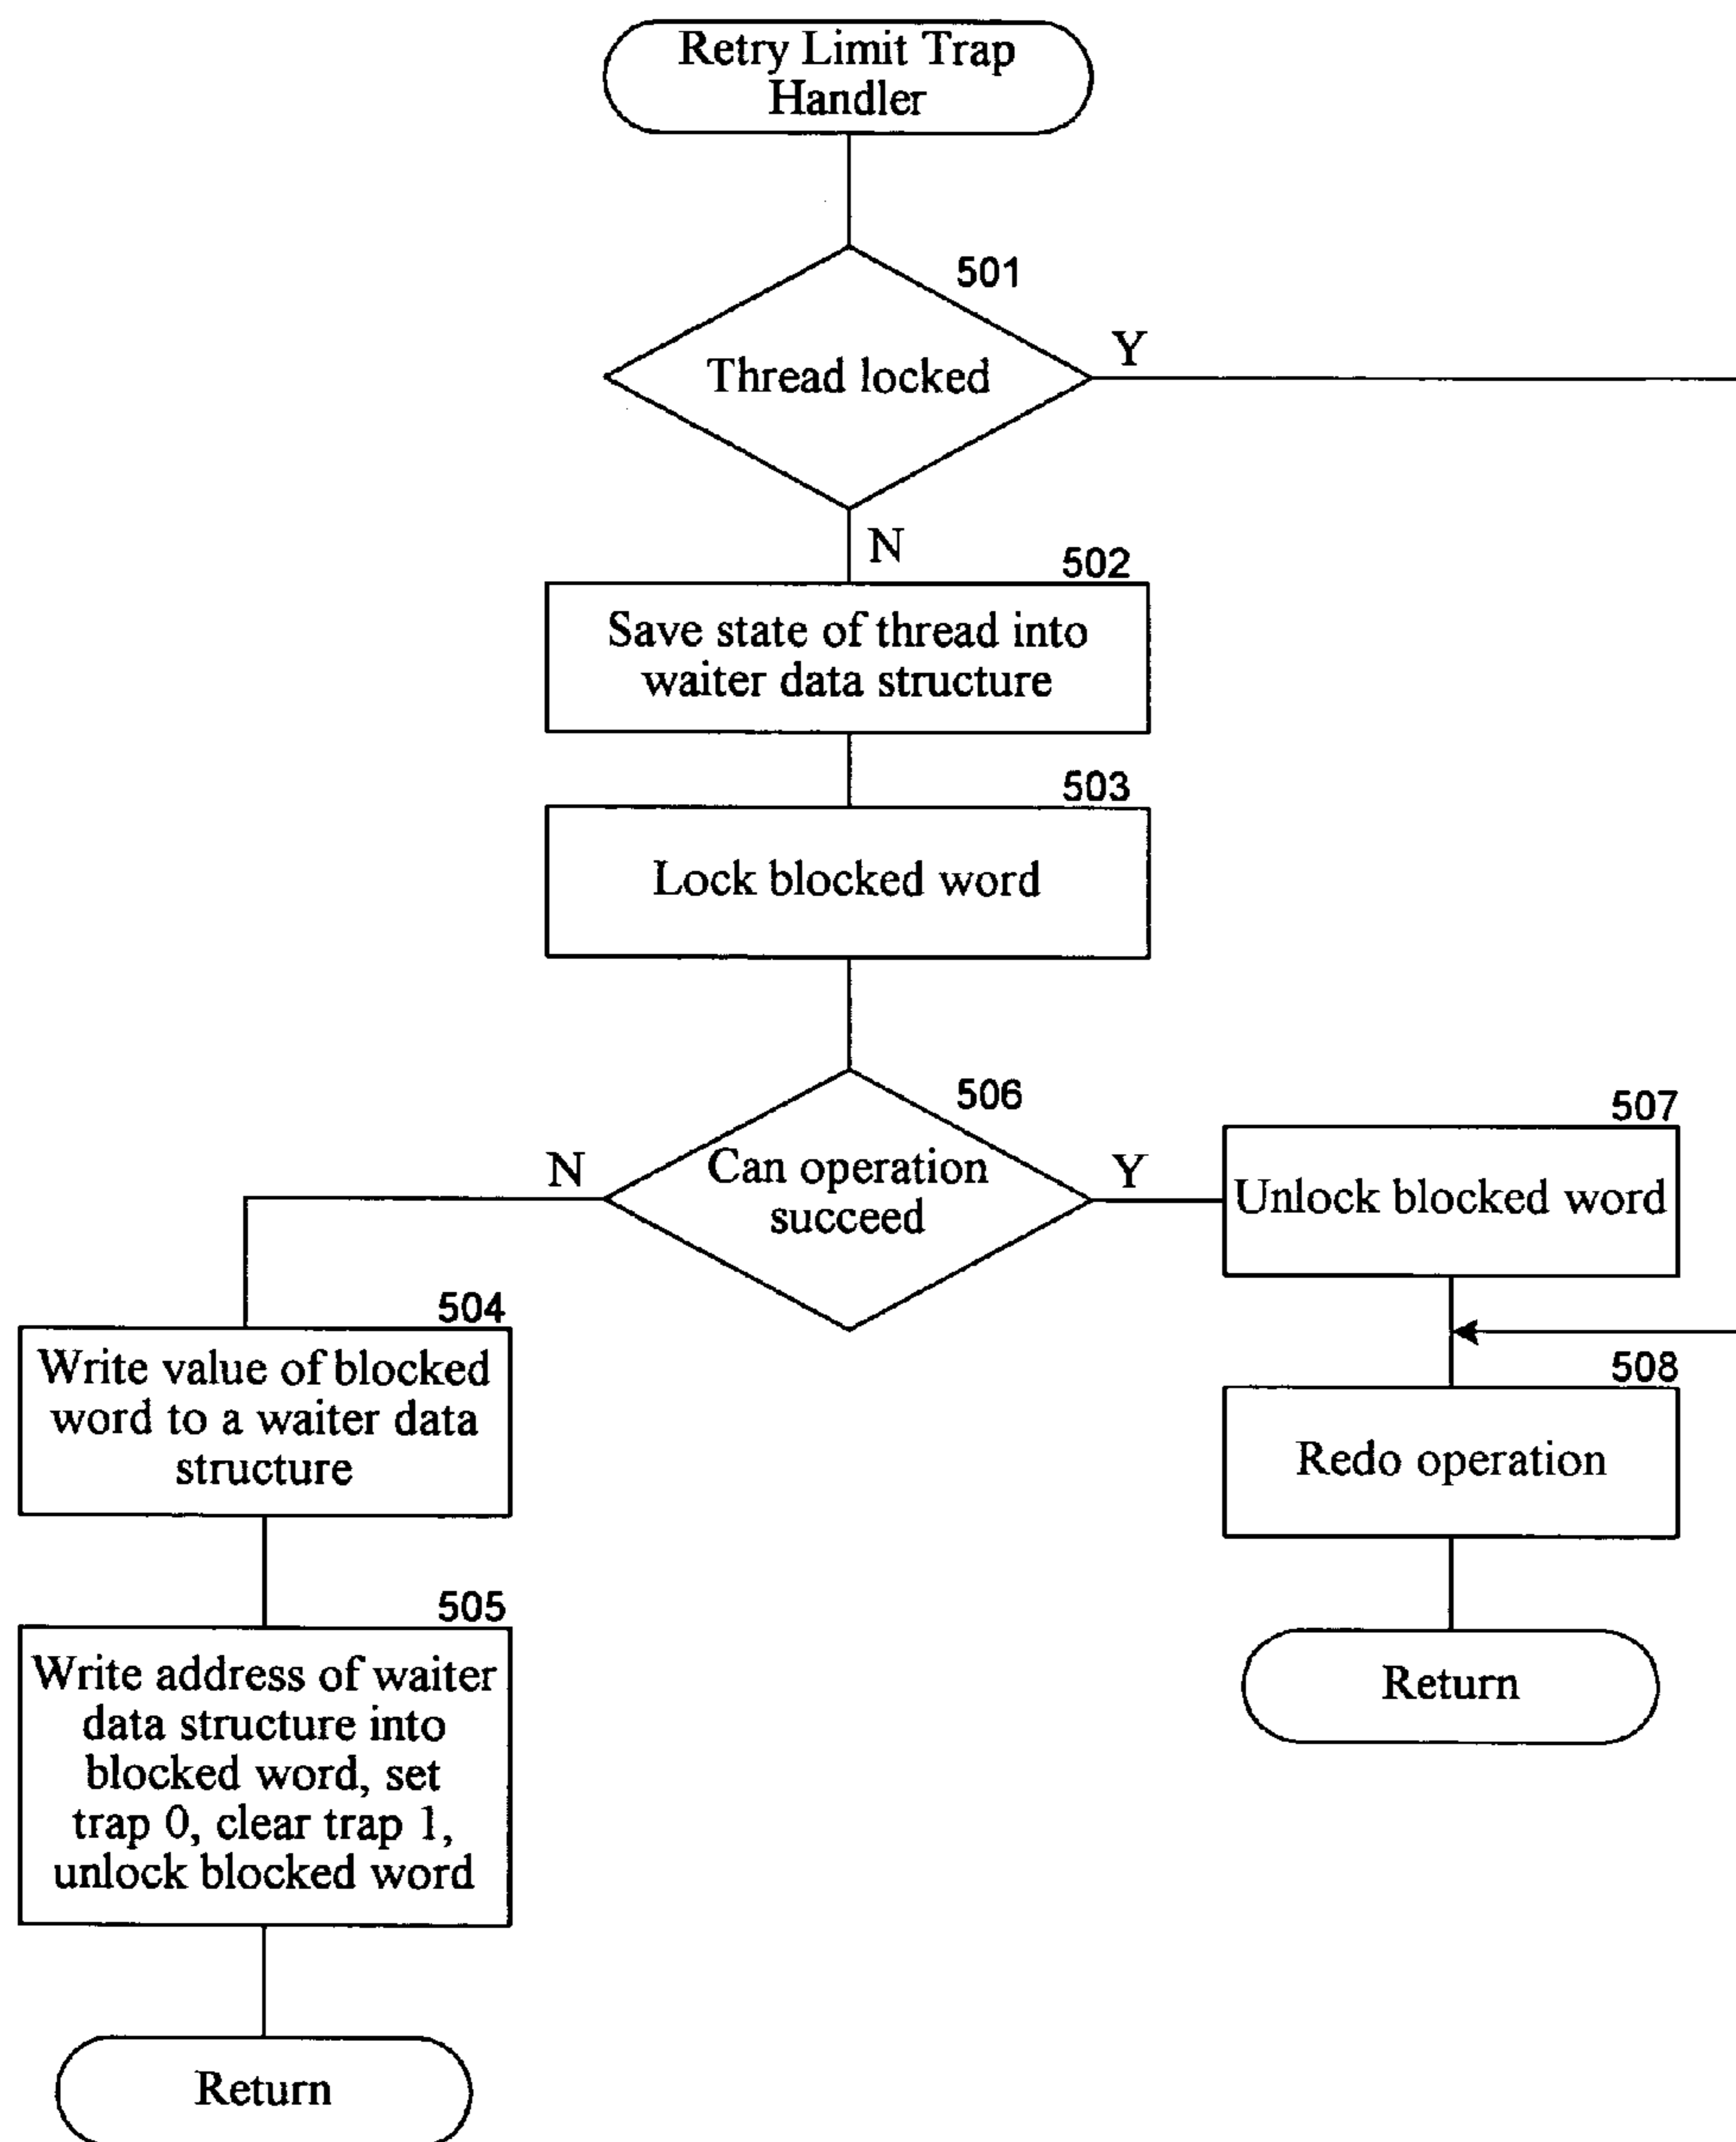 Retry Limit Trap
Handler
501
Thread locked
Y
N
502
Save state of thread into
waiter data structure
503
Lock blocked word
506
Can operation
succeed
N
Y
507
Unlock blocked word
504
Write value of blocked
word to a waiter data
structure
508
Redo operation
505
Write address of waiter
data structure into
blocked word, set
trap 0, clear trap 1,
unlock blocked word
Return
Return